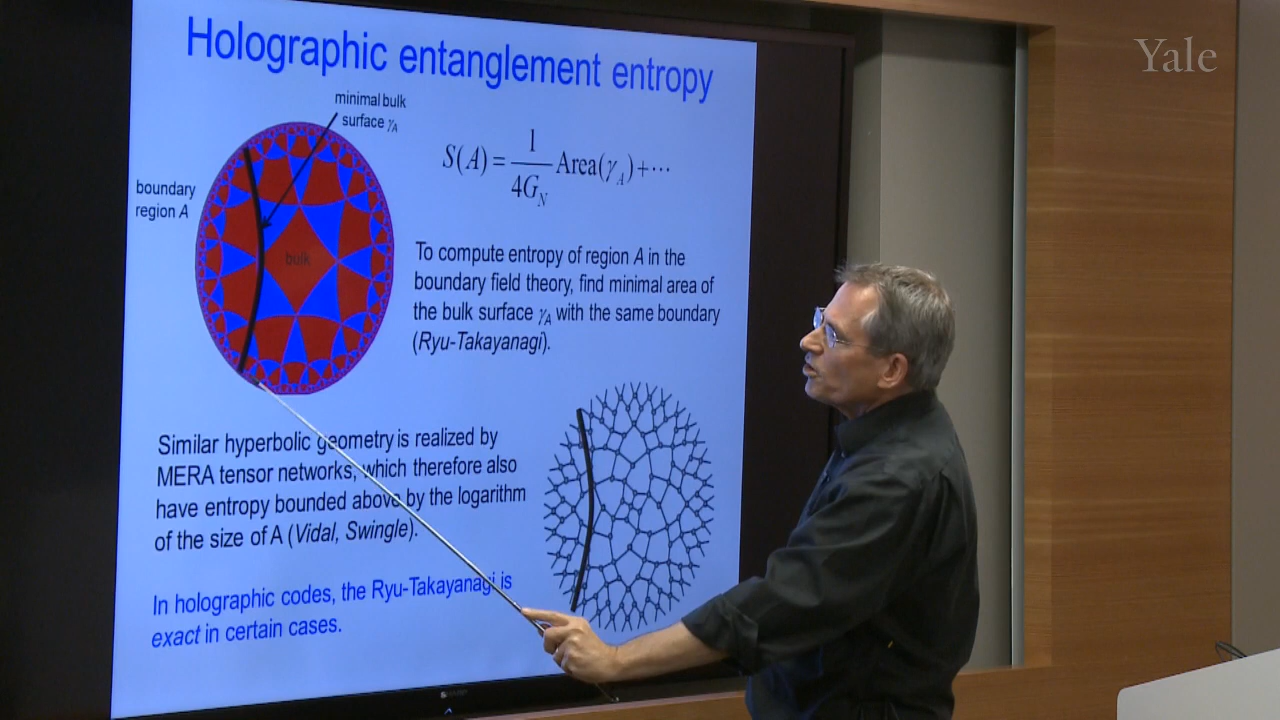 Holographic entanglement entropy
Yale
minimal bulk
surface γ_A
boundary
region A
bulk
S(A) = 1/4G_N Area(γ_A) + ···
To compute entropy of region A in the
boundary field theory, find minimal area of
the bulk surface γ_A with the same boundary
(Ryu-Takayanagi).
Similar hyperbolic geometry is realized by
MERA tensor networks, which therefore also
have entropy bounded above by the logarithm
of the size of A (Vidal, Swingle).
In holographic codes, the Ryu-Takayanagi is
exact in certain cases.